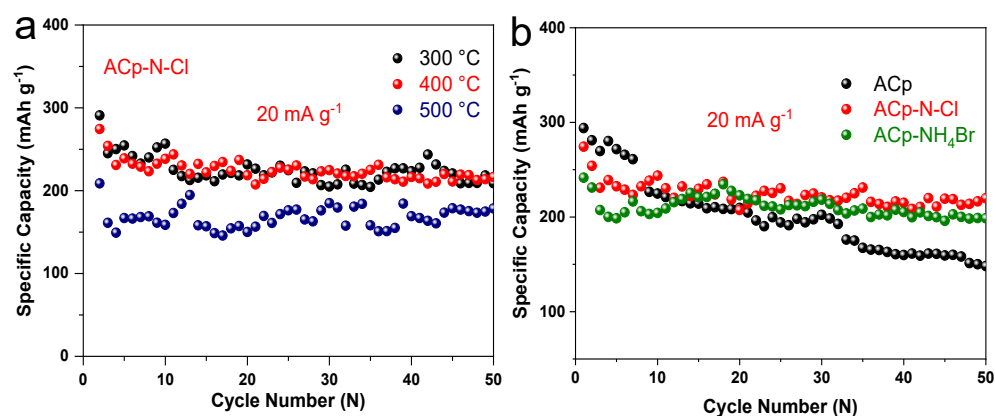 a
ACp-N-Cl
300 °C
400 °C
500 °C
20 mA g⁻¹
Specific Capacity (mAh g⁻¹)
400
300
200
100
0
0
10
20
30
40
50
Cycle Number (N)
b
ACp
ACp-N-Cl
ACp-NH₄Br
20 mA g⁻¹
Specific Capacity (mAh g⁻¹)
400
300
200
100
0
10
20
30
40
50
Cycle Number (N)